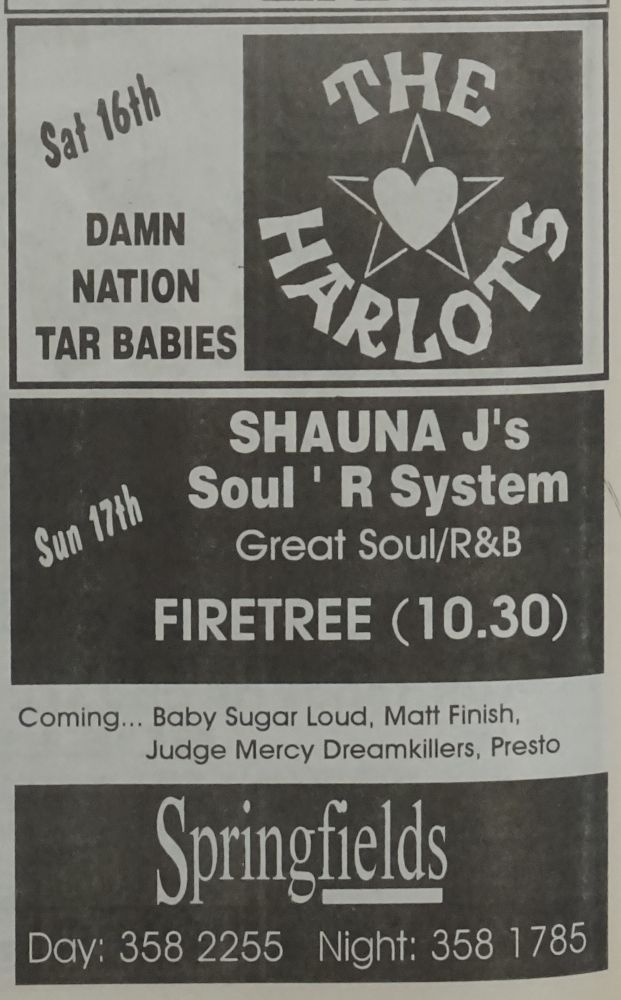 Sat 16th
DAMN
NATION
TAR BABIES
THE
HARLOTS
Sun 17th
SHAUNA J's
Soul ' R System
Great Soul/R&B
FIRETREE (10.30)
Coming... Baby Sugar Loud, Matt Finish,
Judge Mercy Dreamkillers, Presto
Springfields
Day: 358 2255 Night: 358 1785